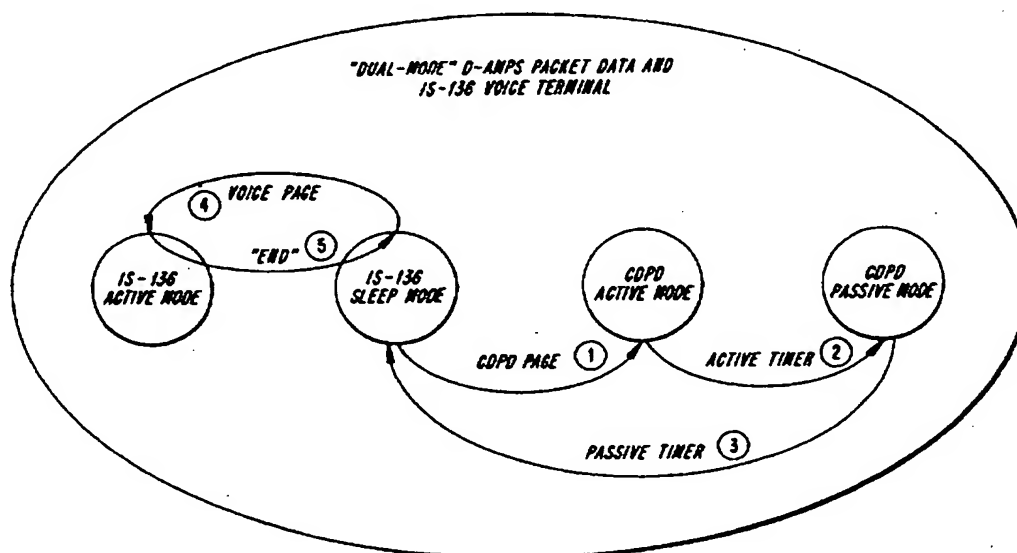 "DUAL-MODE" D-AMPS PACKET DATA AND
IS-136 VOICE TERMINAL
4 VOICE PAGE
"END" 5
IS-136
ACTIVE MODE
IS-136
SLEEP MODE
CDPD
ACTIVE MODE
CDPD
PASSIVE MODE
CDPD PAGE 1
ACTIVE TIMER 2
PASSIVE TIMER 3